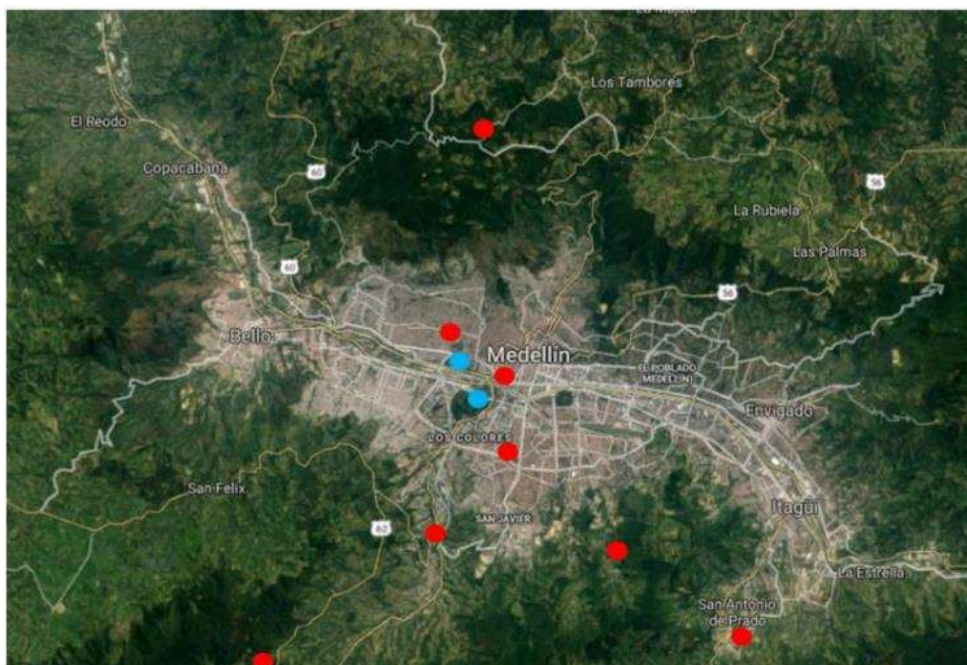 Los Tambores
El Reodo
Copacabana
60
56
La Rubiela
Las Palmas
60
56
Bello
Medellín
EL POBLADO
MEDELLIN1
Envigado
LOS COLORES
San Felix
Itagüí
62
SAN JAVIER
La Estrella
San Antonio
de Prado